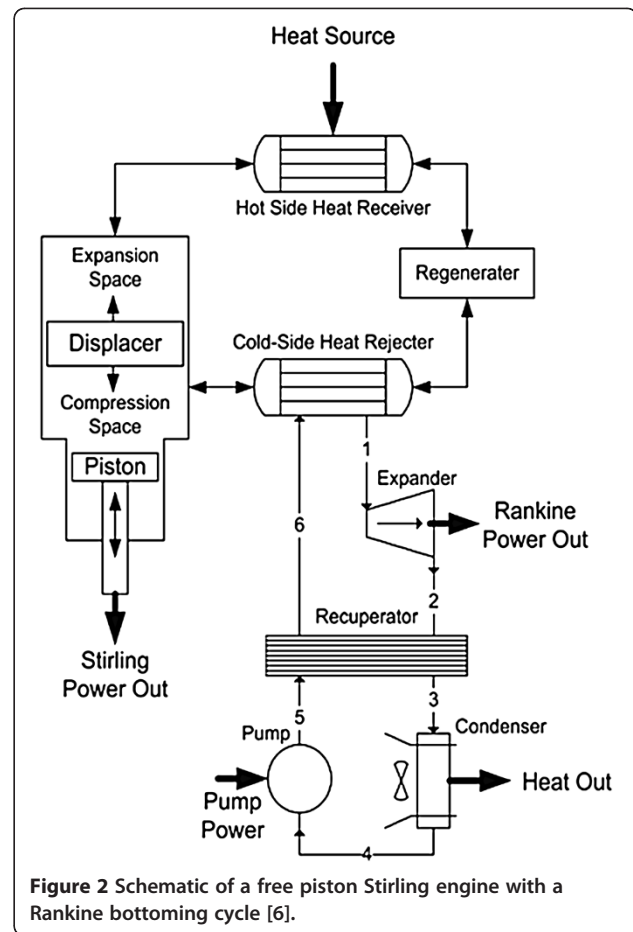 Heat Source
Hot Side Heat Receiver
Expansion
Space
Regenerater
Displacer
Cold-Side Heat Rejecter
Compression
Space
Piston
1
Expander
6
Rankine
Power Out
2
Recuperator
Stirling
Power Out
5
3
Pump
Condenser
Pump
Power
Heat Out
4
Figure 2 Schematic of a free piston Stirling engine with a
Rankine bottoming cycle [6].